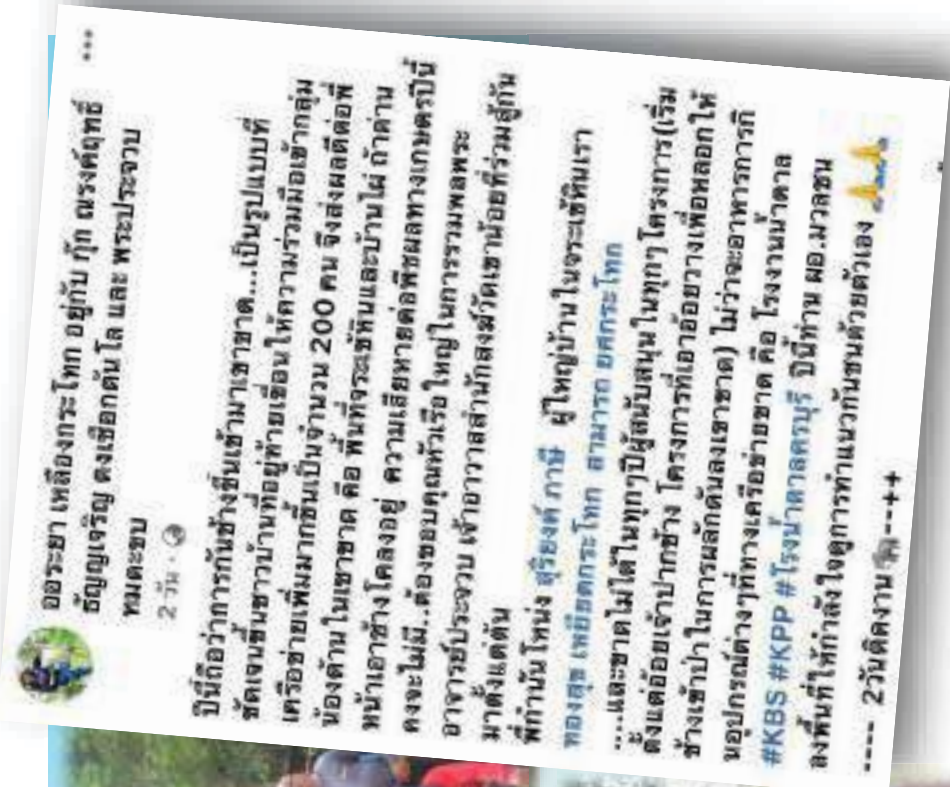 ออระยา เหลืองกระโทก อยู่กับ กุ๊ก ณรงค์ฤทธิ์
ธัญญเจริญ ดงเชือกตันโล และ พระประจวบ
ทมดะขบ
2 วัน
ปีนี้ถือว่าการกันช้างขึ้นเข้ามาเขาซาด...เป็นรูปแบบที่
ชัดเจนขึ้นชาวบ้านที่อยู่ท้ายเขื่อนให้ความร่วมมือเข้ากลุ่ม
เครือข่ายเพิ่มมากขึ้นเป็นจำนวน 200 คน จึงส่งผลดีต่อพี่
น้องด้านในเขาซาด คือ พื้นที่จระเข้หินและบ้านไผ่ ถ้าด่าน
หน้าเอาช้างโคลงอยู่ ความเสียหายต่อพืชผลทางเกษตรปีนี้
คงจะไม่มี..ต้องขอบคุณหัวเรือใหญ่ในการรวมพลพระ
อาจารย์ประจวบ เจ้าอาวาสสำนักสงฆ์วัดเขาน้อยที่ร่วมสู้กัน
มาตั้งแต่ต้น
พี่กำนันโหน่ง สุริยงค์ ภาษี ผู้ใหญ่บ้านในจระเข้หินเรา
ทองสุข เพียขดกระโทก สามารถ ยศกระโทก
....และขาดไม่ได้ในทุกๆปีผู้สนับสนุนในทุกๆโครงการ(เริ่ม
ตั้งแต่อ้อยเจ้าปากช้าง โครงการที่เอาอ้อยวางเพื่อหลอกให้
ช้างเข้าป่าในการผลักดันลงเขาซาด) ไม่ว่าจะอาหารการกิ
นอุปกรณ์ต่างๆที่ทางเครือข่ายขาด คือ โรงงานน้ำตาล
#KBS #KPP #โรงน้ำตาลครบุรี ปีนี้ท่าน ผอ.มวลชน
ลงพื้นที่ให้กำลังใจดูการทำแนวกันชนด้วยตัวเอง 🙏🙏
---- 2วันติดงาน🐘--++